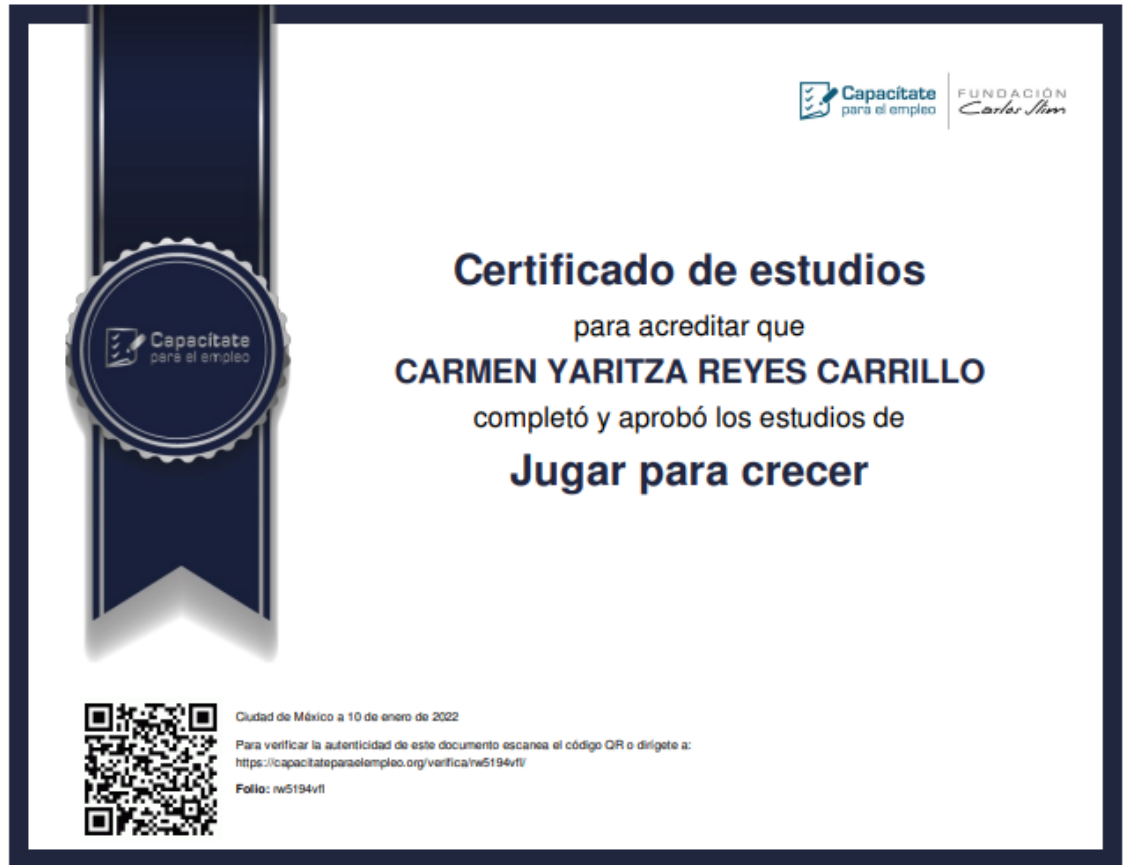 Capacítate
para el empleo
FUNDACIÓN
Carlos Slim
Certificado de estudios
para acreditar que
CARMEN YARITZA REYES CARRILLO
completó y aprobó los estudios de
Jugar para crecer
Capacítate
para el empleo
Ciudad de México a 10 de enero de 2022
Para verificar la autenticidad de este documento escanea el código QR o dirígete a:
https://capacitateparaelempleo.org/verifica/rw5194vfl/
Folio: rw5194vfl